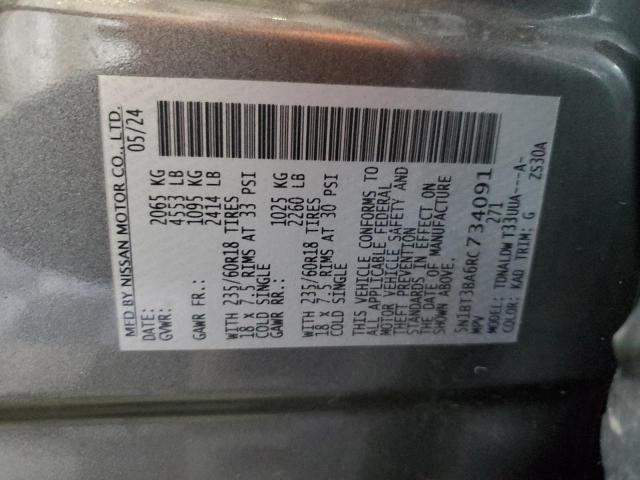 MFD BY NISSAN MOTOR CO., LTD.
DATE: 05/24
GVWR: 2065 KG
4553 LB
GAWR FR.: 1095 KG
2414 LB
WITH 235/60R18 TIRES
18 X 7.5 RIMS AT 33 PSI
COLD SINGLE
GAWR RR.: 1025 KG
2260 LB
WITH 235/60R18 TIRES
18 X 7.5 RIMS AT 30 PSI
COLD SINGLE
THIS VEHICLE CONFORMS TO
ALL APPLICABLE FEDERAL
MOTOR VEHICLE SAFETY AND
THEFT PREVENTION
STANDARDS IN EFFECT ON
THE DATE OF MANUFACTURE
SHOWN ABOVE.
5N1BT3BA6RC734091
MPV 271
MODEL: TDNALDW T33UUA---A-
COLOR: KAD TRIM: G ZS30A